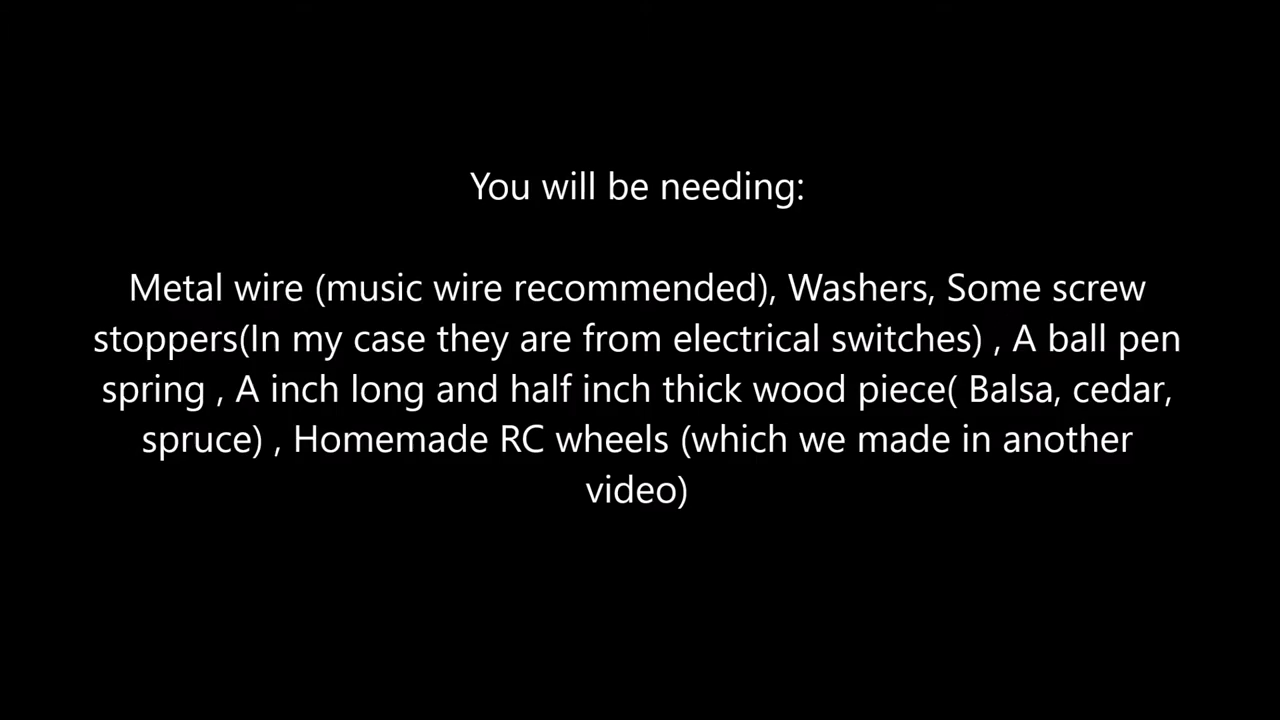 You will be needing:
Metal wire (music wire recommended), Washers, Some screw
stoppers(In my case they are from electrical switches) , A ball pen
spring , A inch long and half inch thick wood piece( Balsa, cedar,
spruce) , Homemade RC wheels (which we made in another
video)